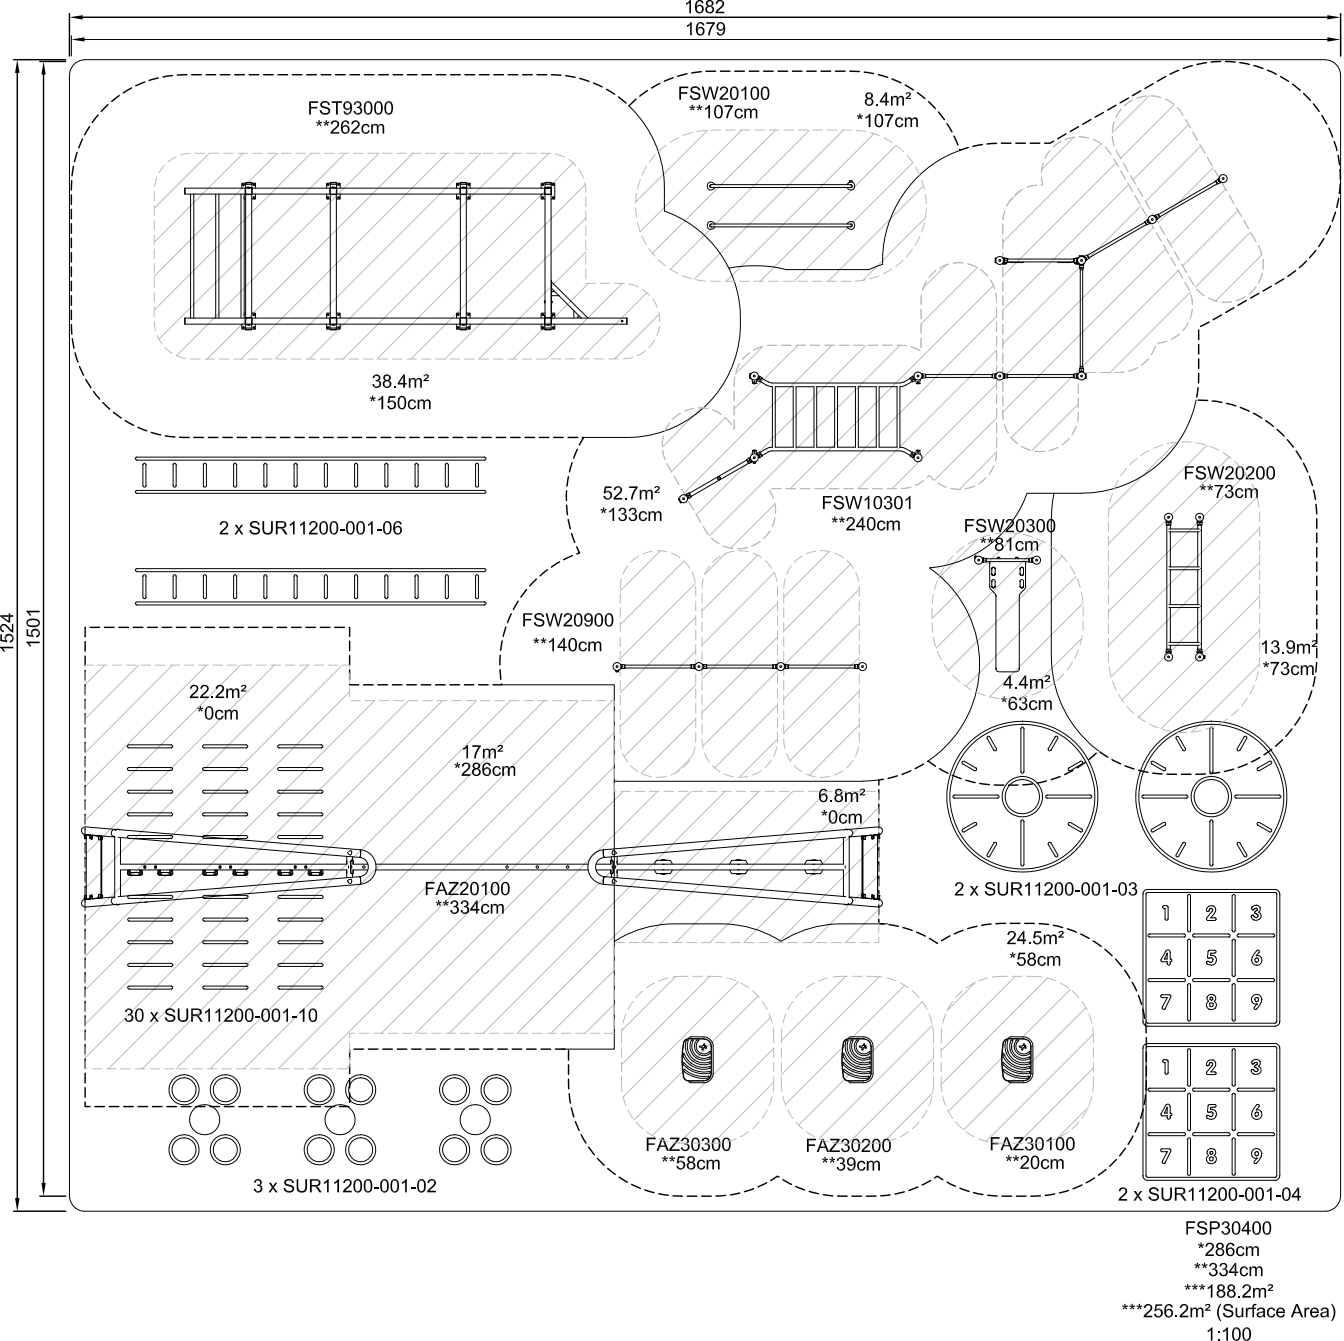 1682
1679
1524
1501
FST93000
**262cm
38.4m²
*150cm
FSW20100
**107cm
8.4m²
*107cm
2 x SUR11200-001-06
52.7m²
*133cm
FSW10301
**240cm
FSW20300
**81cm
FSW20200
**73cm
FSW20900
**140cm
13.9m²
*73cm
4.4m²
*63cm
22.2m²
*0cm
17m²
*286cm
6.8m²
*0cm
FAZ20100
**334cm
2 x SUR11200-001-03
1 2 3
4 5 6
7 8 9
24.5m²
*58cm
30 x SUR11200-001-10
1 2 3
4 5 6
7 8 9
FAZ30300
**58cm
FAZ30200
**39cm
FAZ30100
**20cm
3 x SUR11200-001-02
2 x SUR11200-001-04
FSP30400
*286cm
**334cm
***188.2m²
***256.2m² (Surface Area)
1:100